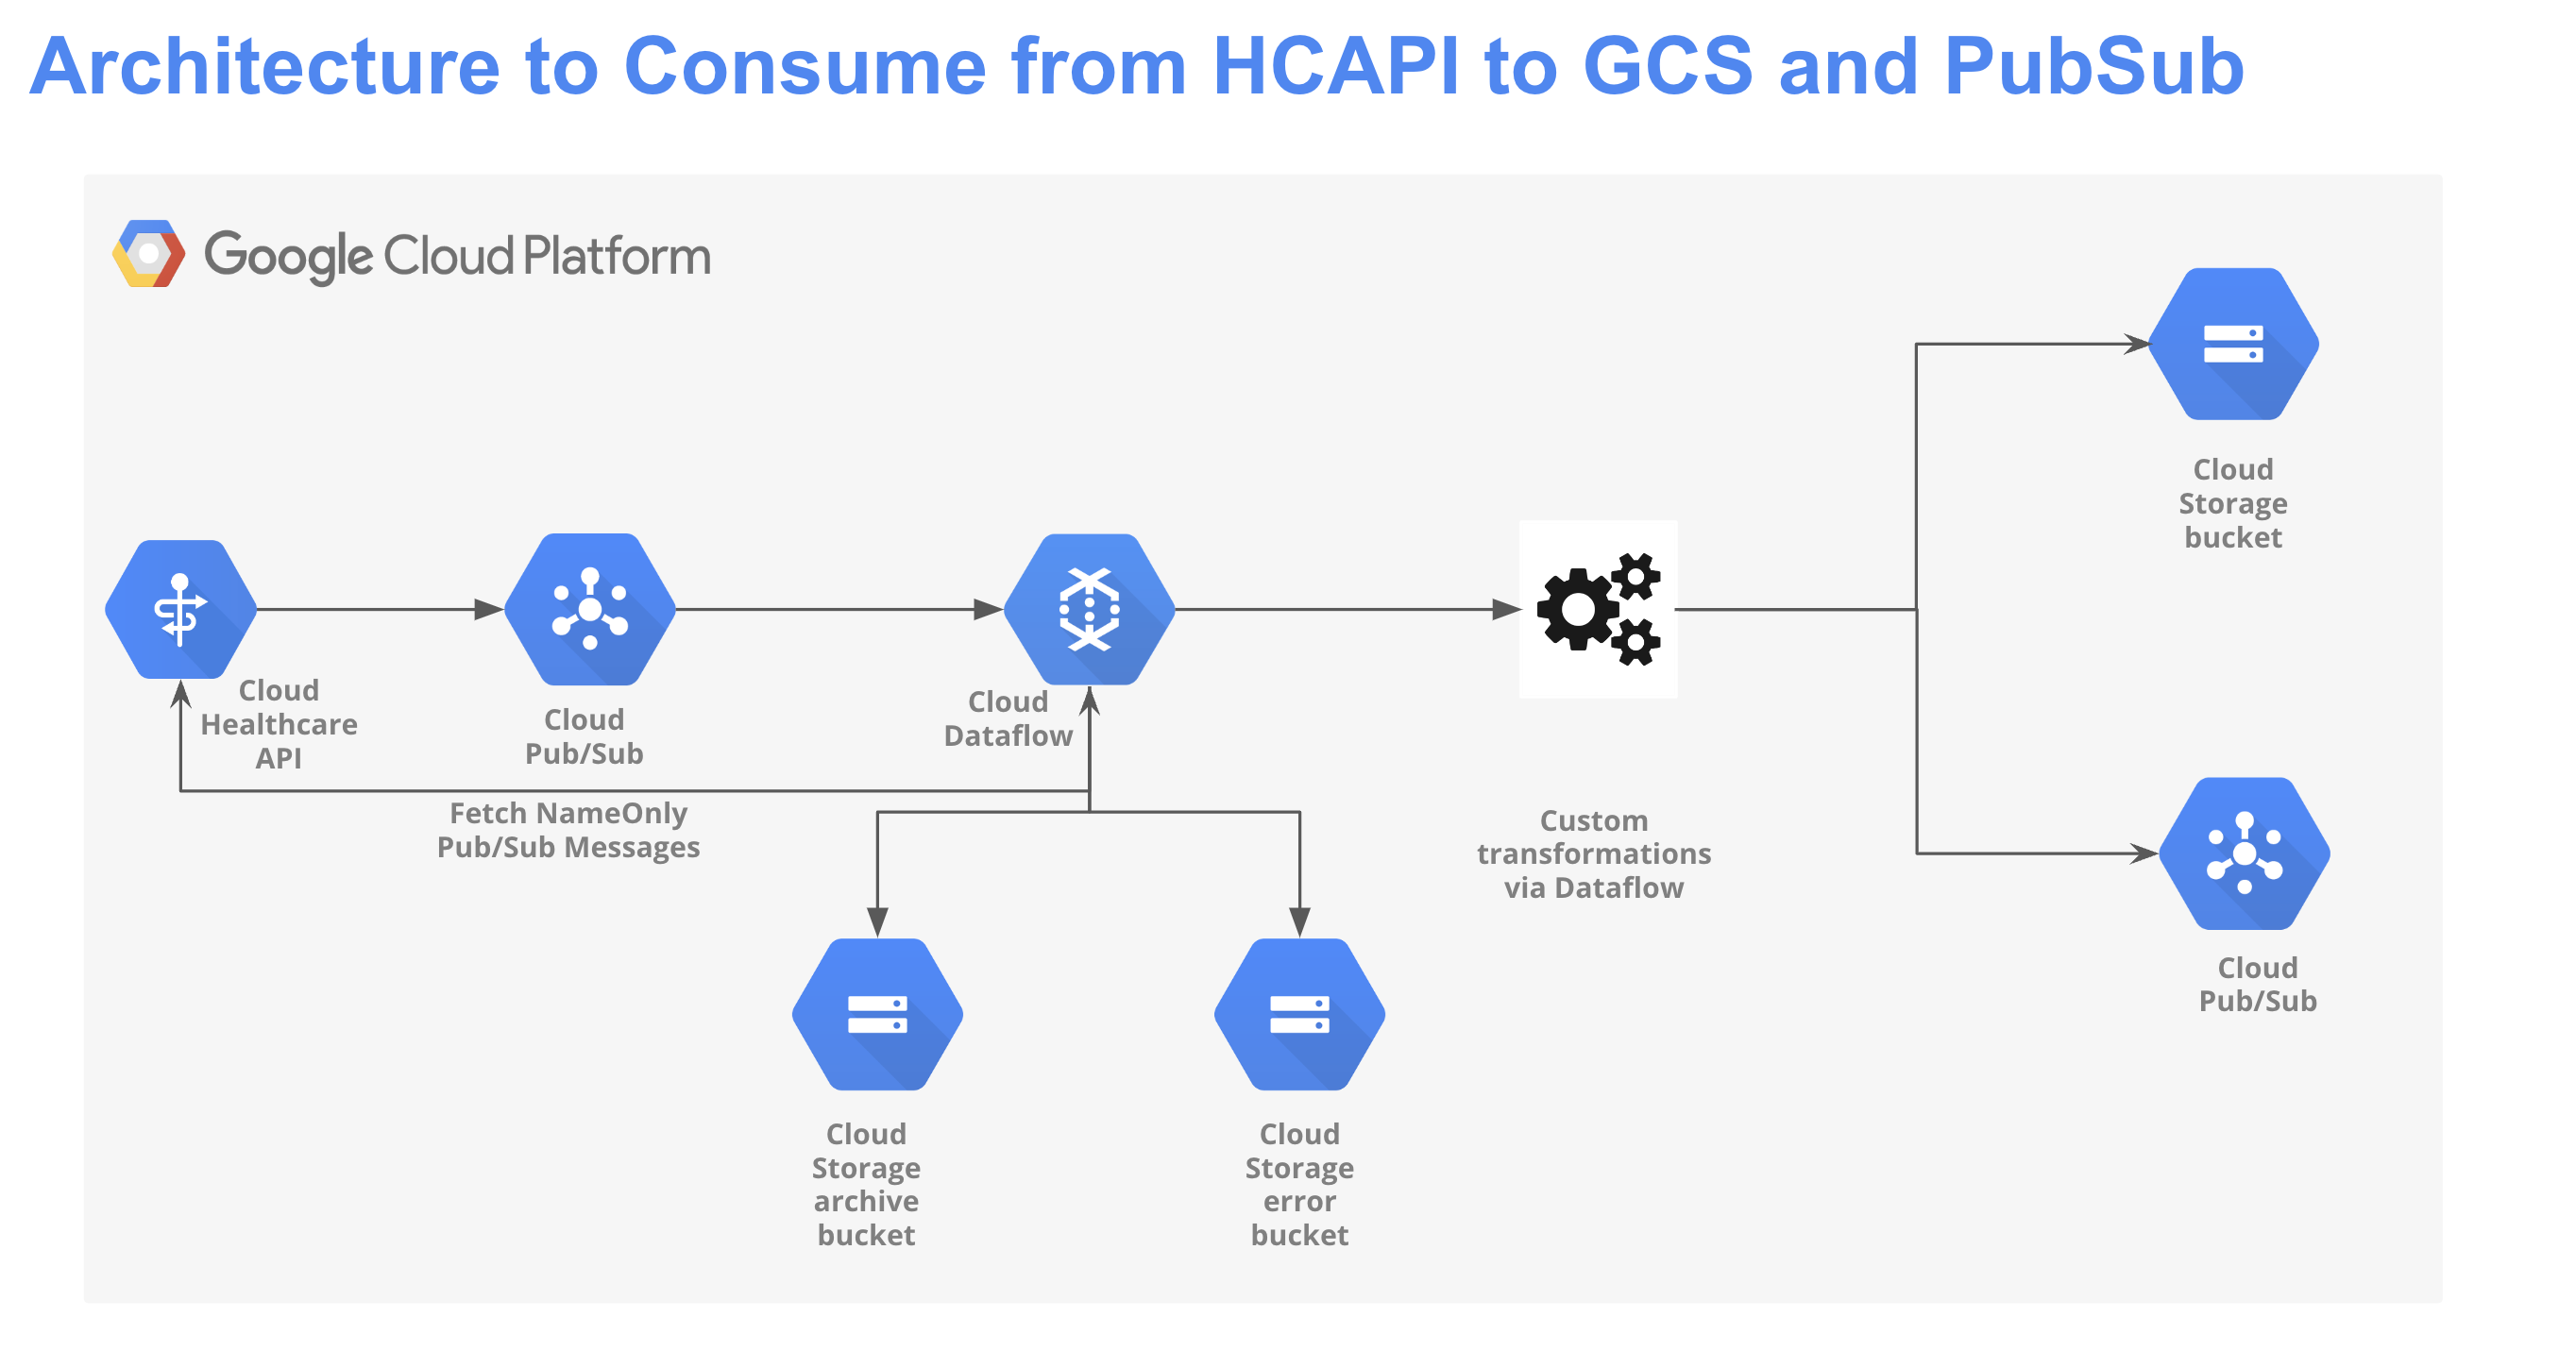 Architecture to Consume from HCAPI to GCS and PubSub
Google Cloud Platform
Cloud
Storage
bucket
Cloud
Healthcare
API
Cloud
Pub/Sub
Cloud
Dataflow
Fetch NameOnly
Pub/Sub Messages
Custom
transformations
via Dataflow
Cloud
Pub/Sub
Cloud
Storage
archive
bucket
Cloud
Storage
error
bucket